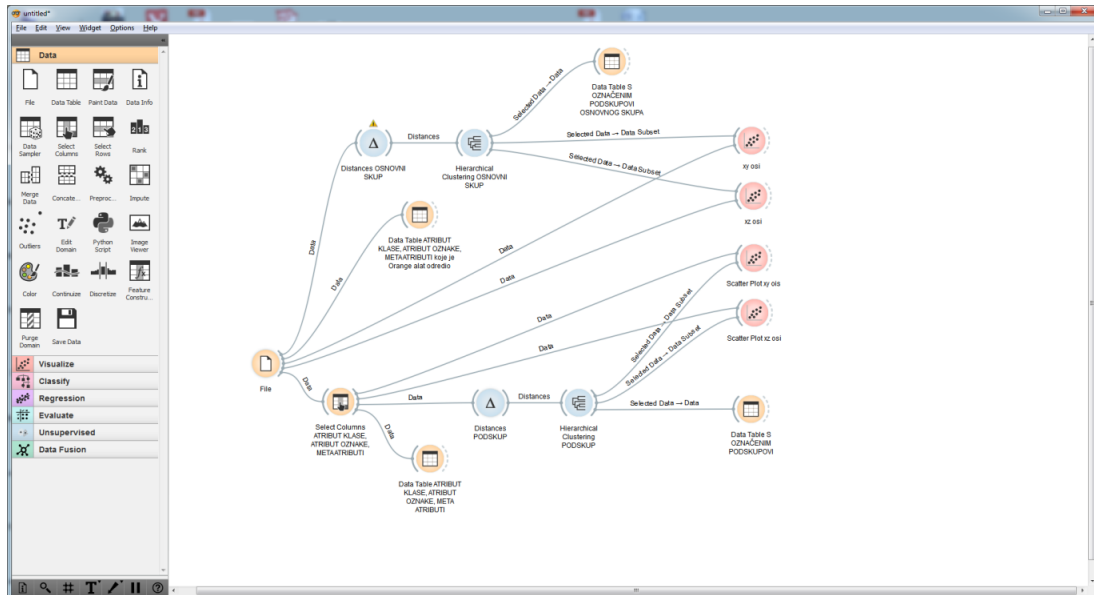 untitled*
File Edit View Widget Options Help
Data
File Data Table Paint Data Data Info
Data Sampler
Select Columns
Select Rows
Rank
Merge Data
Concate...
Preproc...
Impute
Outliers
Edit Domain
Python Script
Image Viewer
Color
Continuize
Discretize
Feature Constru...
Purge Domain
Save Data
Visualize
Classify
Regression
Evaluate
Unsupervised
Data Fusion
Data Table S
OZNAČENIM
PODSKUPOVI
OSNOVNOG SKUPA
Selected Data → Data
Distances
Distances OSNOVNI
SKUP
Hierarchical
Clustering OSNOVNI
SKUP
Selected Data → Data Subset
Selected Data → Data Subset
xy osi
xz osi
Data
Data Table ATRIBUT
KLASE, ATRIBUT OZNAKE,
METAATRIBUTI koje je
Orange alat odredio
Data
Data
Data
Scatter Plot xy ois
Scatter Plot xz osi
Data
Data
Selected Data → Data Subset
Selected Data → Data Subset
File
Data
Select Columns
ATRIBUT KLASE,
ATRIBUT OZNAKE,
METAATRIBUTI
Data
Distances
PODSKUP
Distances
Hierarchical
Clustering
PODSKUP
Selected Data → Data
Data Table S
OZNAČENIM
PODSKUPOVI
Data
Data Table ATRIBUT
KLASE, ATRIBUT
OZNAKE, META
ATRIBUTI